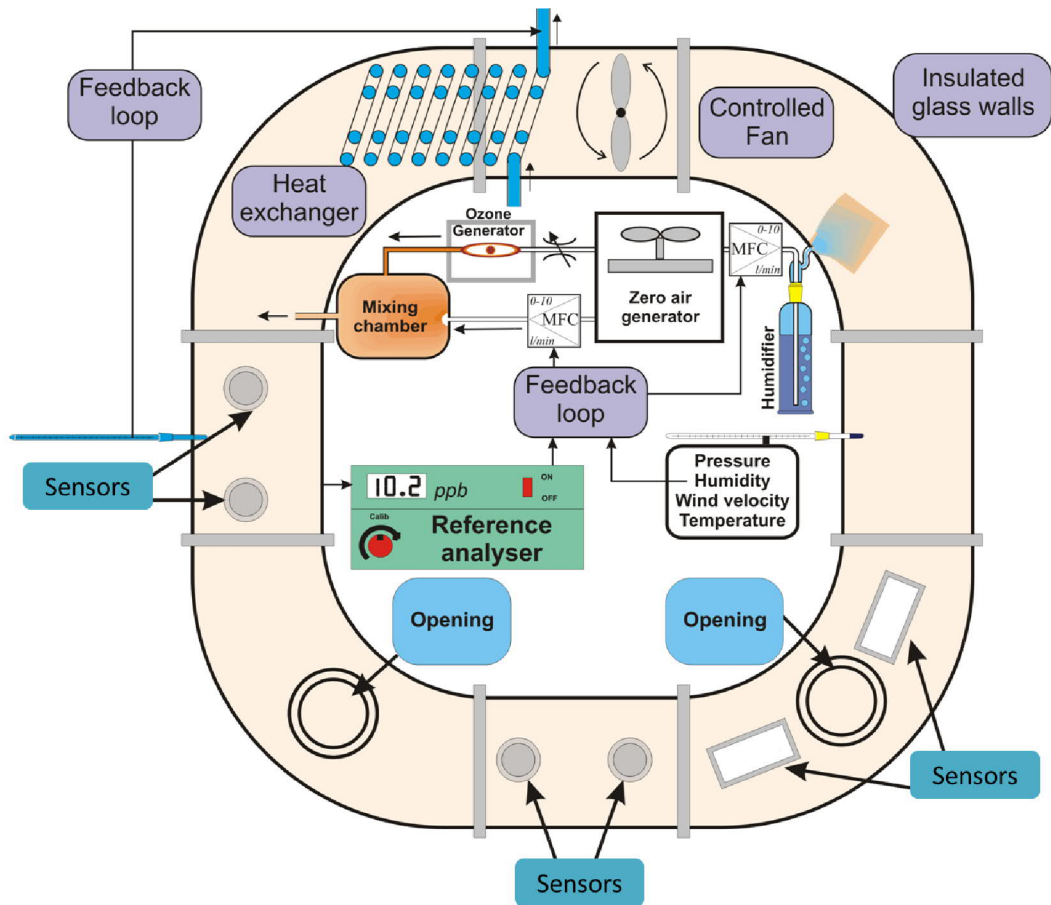 Feedback
loop
Insulated
glass walls
Controlled
Fan
Heat
exchanger
Ozone
Generator
0-10
MFC
l/min
Mixing
chamber
0-10
MFC
l/min
Zero air
generator
Humidifier
Feedback
loop
Sensors
10.2 ppb
ON
OFF
Calib
Reference
analyser
Pressure
Humidity
Wind velocity
Temperature
Opening
Opening
Sensors
Sensors